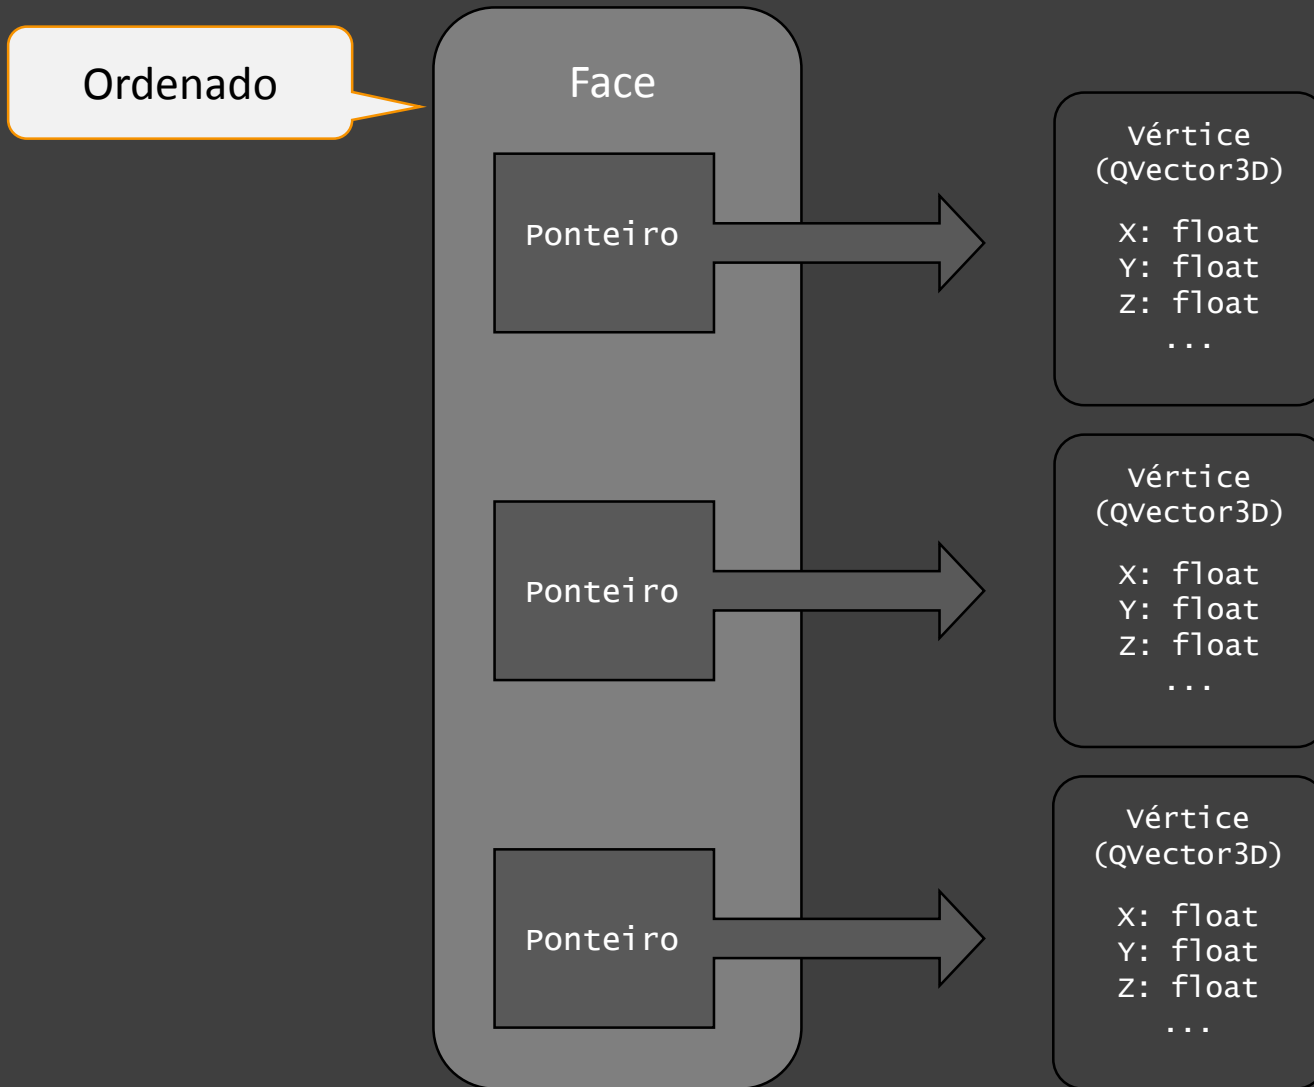 Ordenado
Face
Ponteiro
Vértice
(QVector3D)
X: float
Y: float
Z: float
...
Ponteiro
Vértice
(QVector3D)
X: float
Y: float
Z: float
...
Ponteiro
Vértice
(QVector3D)
X: float
Y: float
Z: float
...